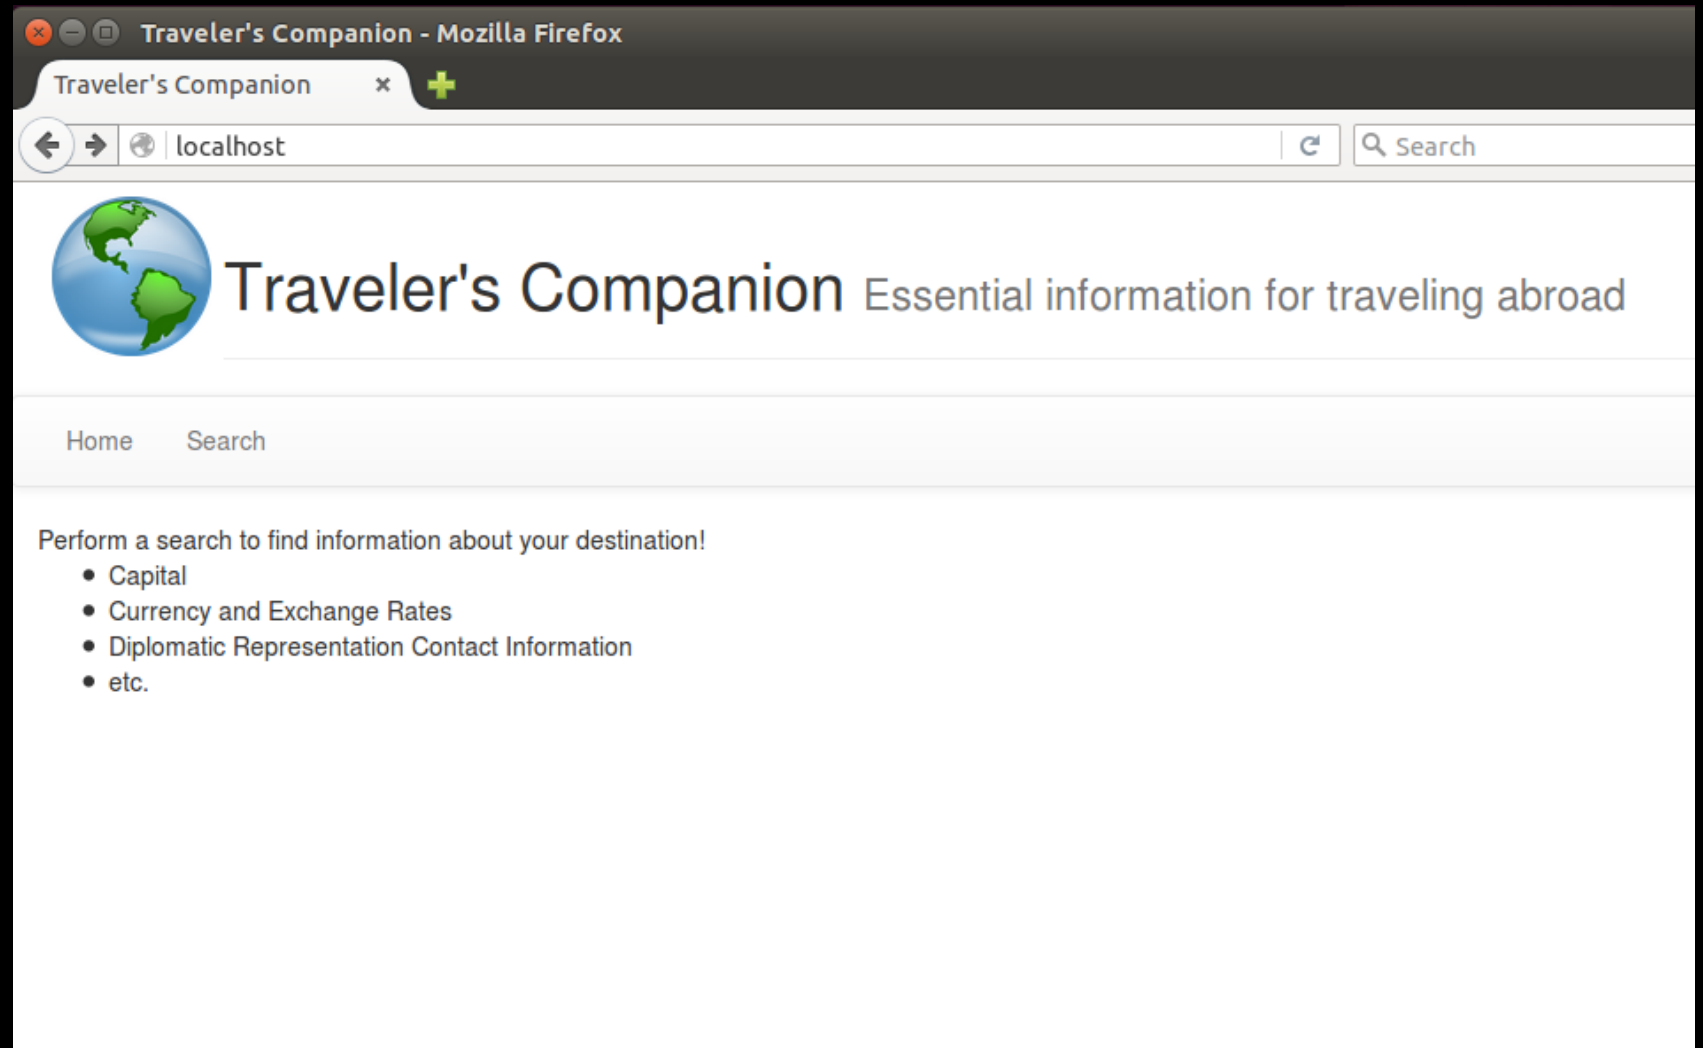 Traveler's Companion - Mozilla Firefox
Traveler's Companion
localhost
Search
Traveler's Companion Essential information for traveling abroad
Home Search
Perform a search to find information about your destination!
Capital
Currency and Exchange Rates
Diplomatic Representation Contact Information
etc.